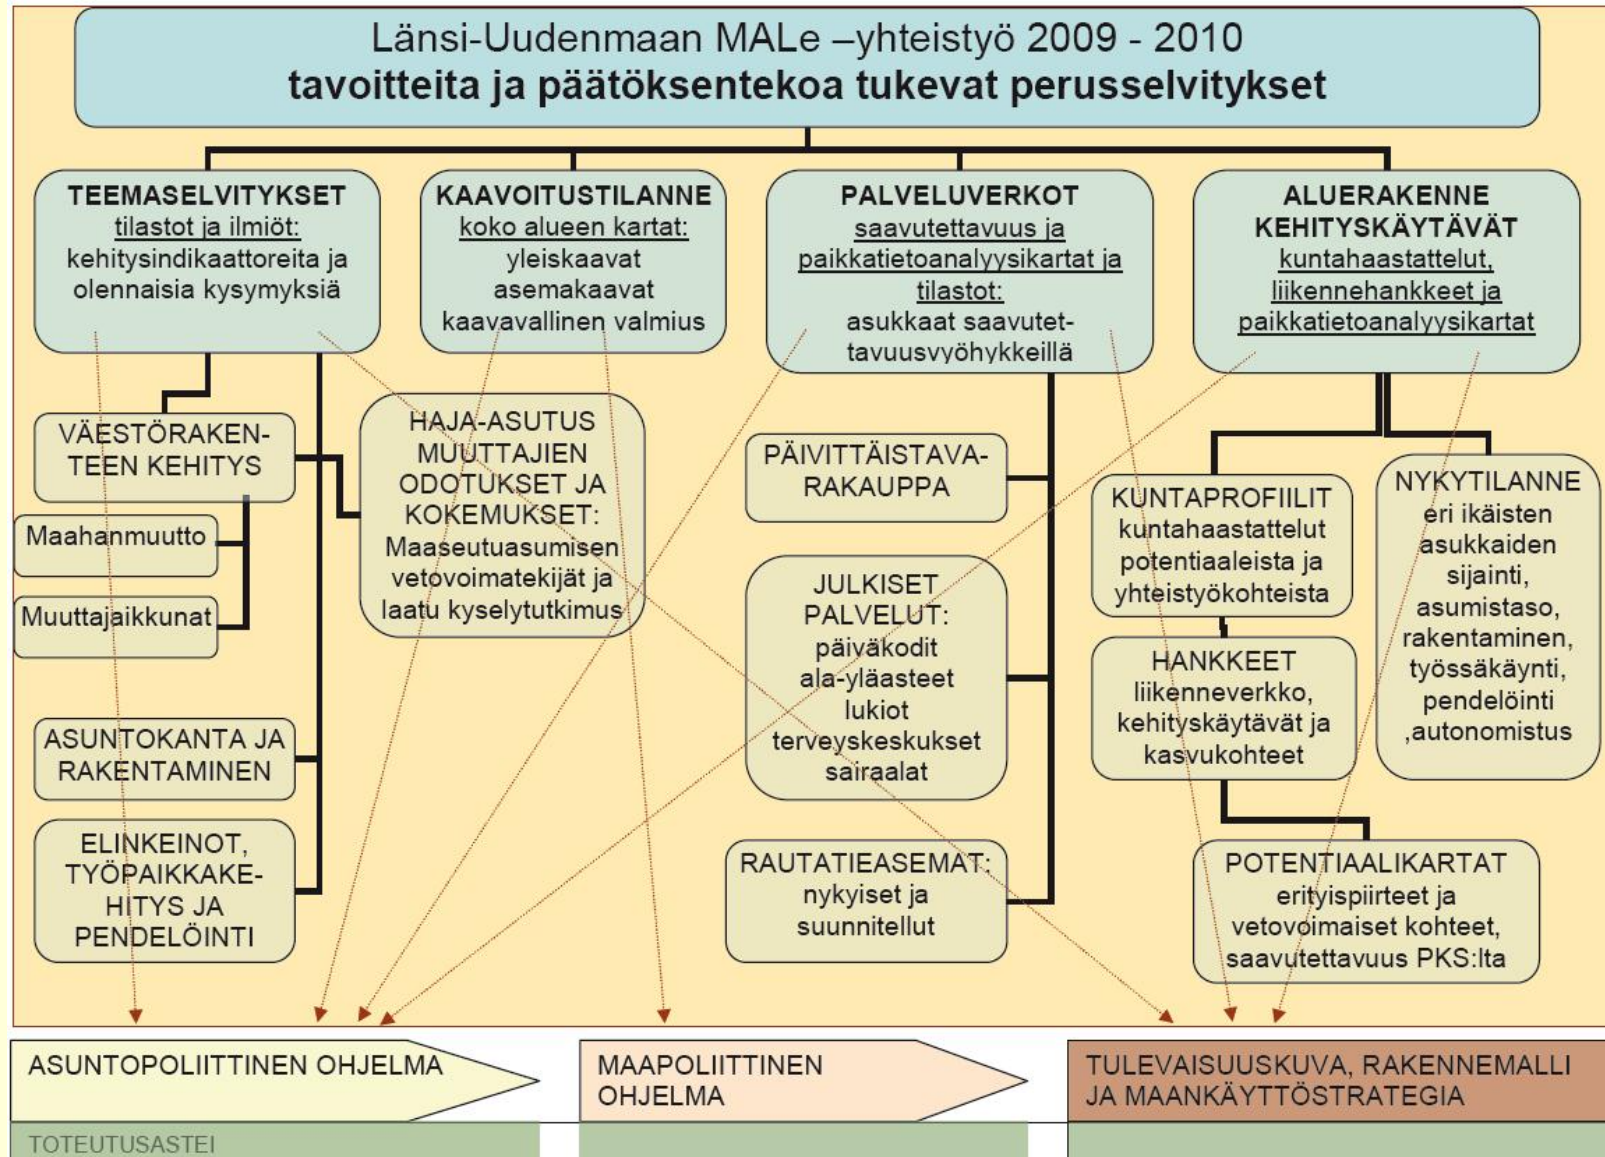 Länsi-Uudenmaan MALe –yhteistyö 2009 - 2010
tavoitteita ja päätöksentekoa tukevat perusselvitykset
TEEMASELVITYKSET
tilastot ja ilmiöt:
kehitysindikaattoreita ja
olennaisia kysymyksiä
KAAVOITUSTILANNE
koko alueen kartat:
yleiskaavat
asemakaavat
kaavavallinen valmius
PALVELUVERKOT
saavutettavuus ja
paikkatietoanalyysikartat ja
tilastot:
asukkaat saavutet-
tavuusvyöhykkeillä
ALUERAKENNE
KEHITYSKÄYTÄVÄT
kuntahaastattelut,
liikennehankkeet ja
paikkatietoanalyysikartat
VÄESTÖRAKEN-
TEEN KEHITYS
Maahanmuutto
Muuttajaikkunat
ASUNTOKANTA JA
RAKENTAMINEN
ELINKEINOT,
TYÖPAIKKAKE-
HITYS JA
PENDELÖINTI
HAJA-ASUTUS
MUUTTAJIEN
ODOTUKSET JA
KOKEMUKSET:
Maaseutuasumisen
vetovoimatekijät ja
laatu kyselytutkimus
PÄIVITTÄISTAVA-
RAKAUPPA
JULKISET
PALVELUT:
päiväkodit
ala-yläasteet
lukiot
terveyskeskukset
sairaalat
RAUTATIEASEMAT:
nykyiset ja
suunnitellut
KUNTAPROFIILIT
kuntahaastattelut
potentiaaleista ja
yhteistyökohteista
HANKKEET
liikenneverkko,
kehityskäytävät ja
kasvukohteet
NYKYTILANNE
eri ikäisten
asukkaiden
sijainti,
asumistaso,
rakentaminen,
työssäkäynti,
pendelöinti
,autonomistus
POTENTIAALIKARTAT
erityispiirteet ja
vetovoimaiset kohteet,
saavutettavuus PKS:lta
ASUNTOPOLIITTINEN OHJELMA
MAAPOLIITTINEN
OHJELMA
TULEVAISUUSKUVA, RAKENNEMALLI
JA MAANKÄYTTÖSTRATEGIA
TOTEUTUSASTEI